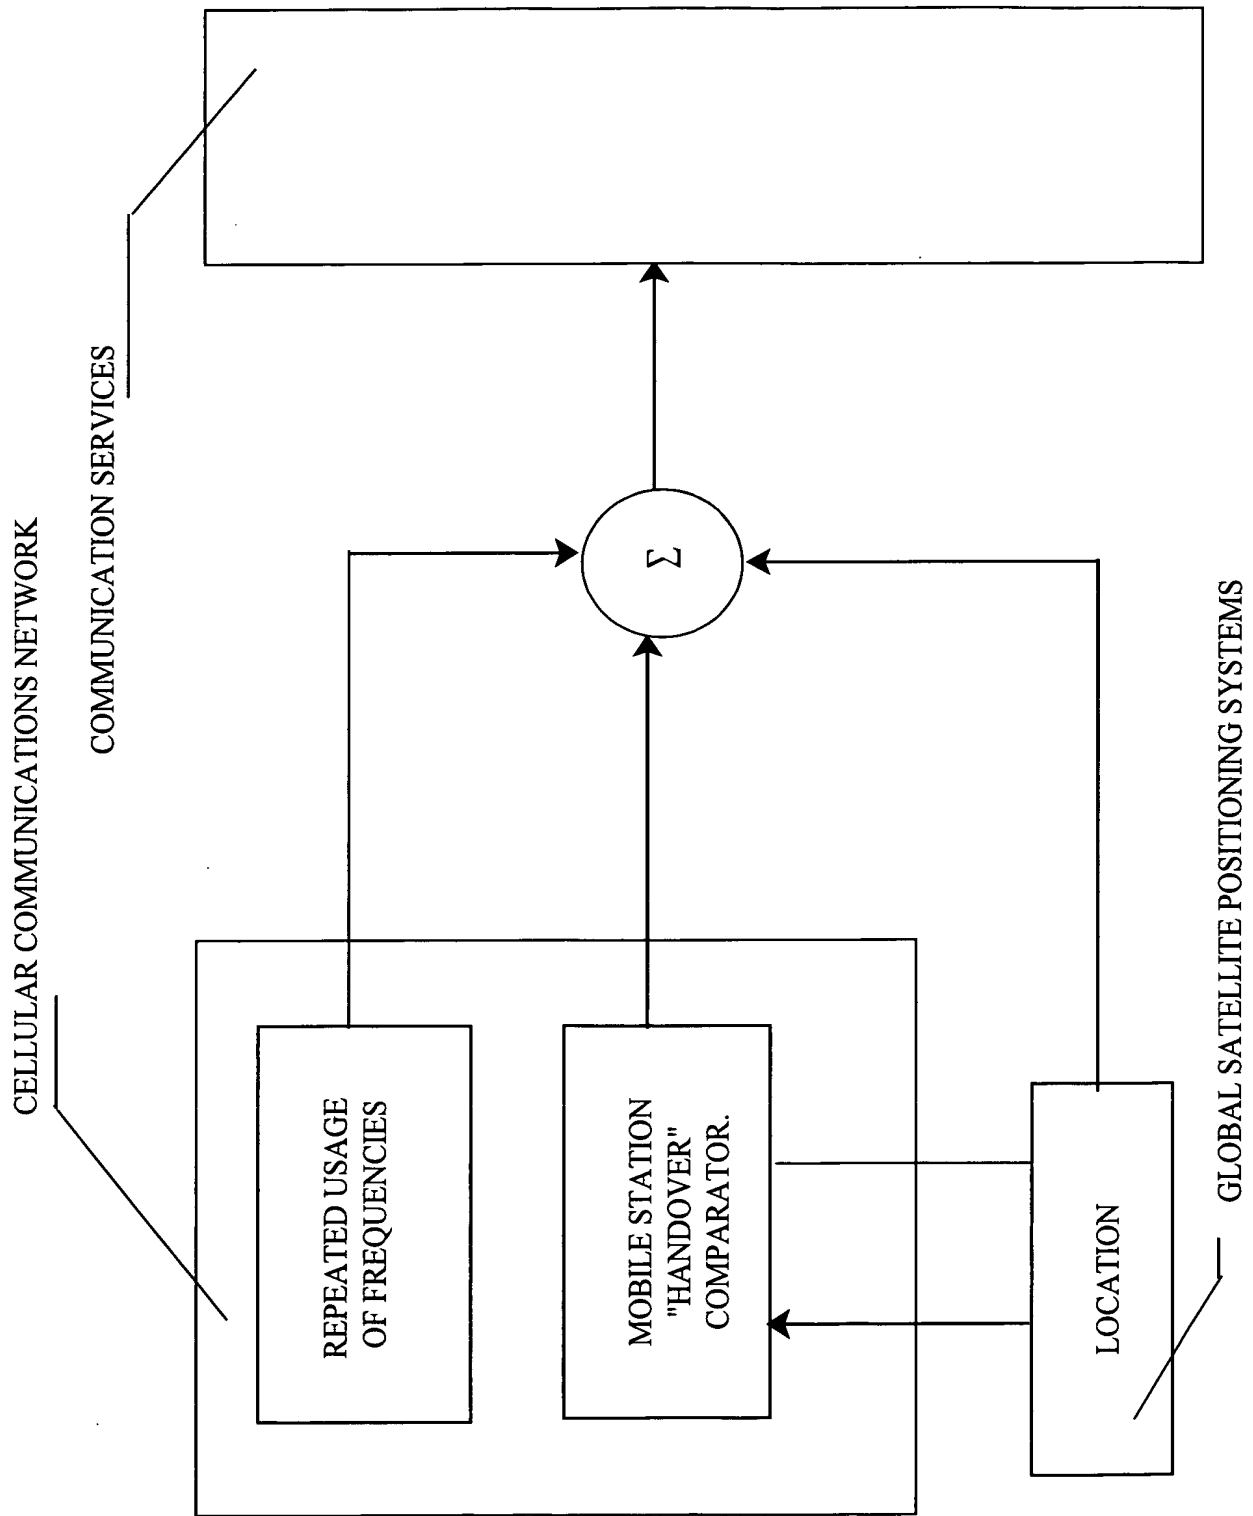 CELLULAR COMMUNICATIONS NETWORK
COMMUNICATION SERVICES
REPEATED USAGE
OF FREQUENCIES
MOBILE STATION
"HANDOVER"
COMPARATOR.
Σ
LOCATION
GLOBAL SATELLITE POSITIONING SYSTEMS